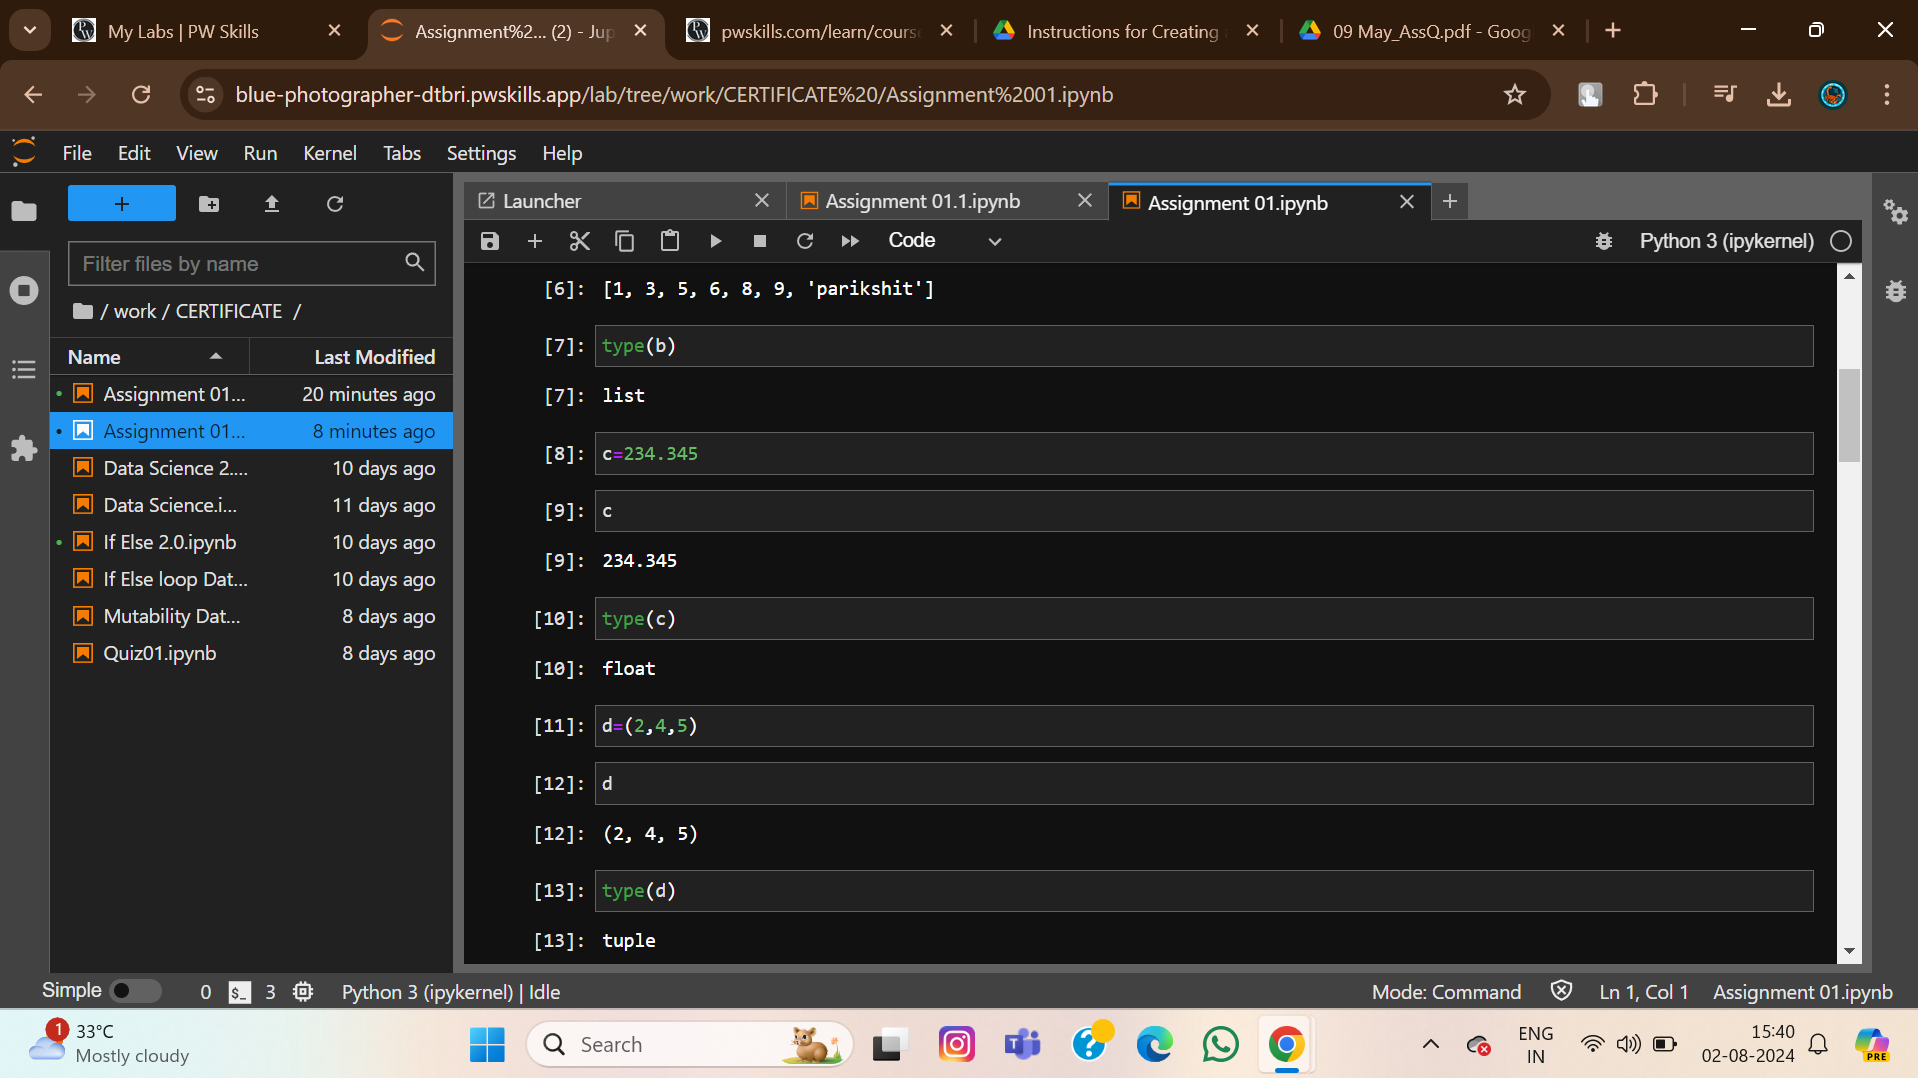 My Labs | PW Skills
Assignment%2... (2) - Jup
pwskills.com/learn/cours
Instructions for Creating
09 May_AssQ.pdf - Goog
blue-photographer-dtbri.pwskills.app/lab/tree/work/CERTIFICATE%20/Assignment%2001.ipynb
File Edit View Run Kernel Tabs Settings Help
Launcher
Assignment 01.1.ipynb
Assignment 01.ipynb
Code
Python 3 (ipykernel)
Filter files by name
/ work / CERTIFICATE /
Name Last Modified
Assignment 01... 20 minutes ago
Assignment 01... 8 minutes ago
Data Science 2.... 10 days ago
Data Science.i... 11 days ago
If Else 2.0.ipynb 10 days ago
If Else loop Dat... 10 days ago
Mutability Dat... 8 days ago
Quiz01.ipynb 8 days ago
[6]: [1, 3, 5, 6, 8, 9, 'parikshit']
[7]: type(b)
[7]: list
[8]: c=234.345
[9]: c
[9]: 234.345
[10]: type(c)
[10]: float
[11]: d=(2,4,5)
[12]: d
[12]: (2, 4, 5)
[13]: type(d)
[13]: tuple
Simple 0 $_ 3 Python 3 (ipykernel) | Idle
Mode: Command Ln 1, Col 1 Assignment 01.ipynb
1 33°C
Mostly cloudy
Search
ENG
IN
15:40
02-08-2024
PRE